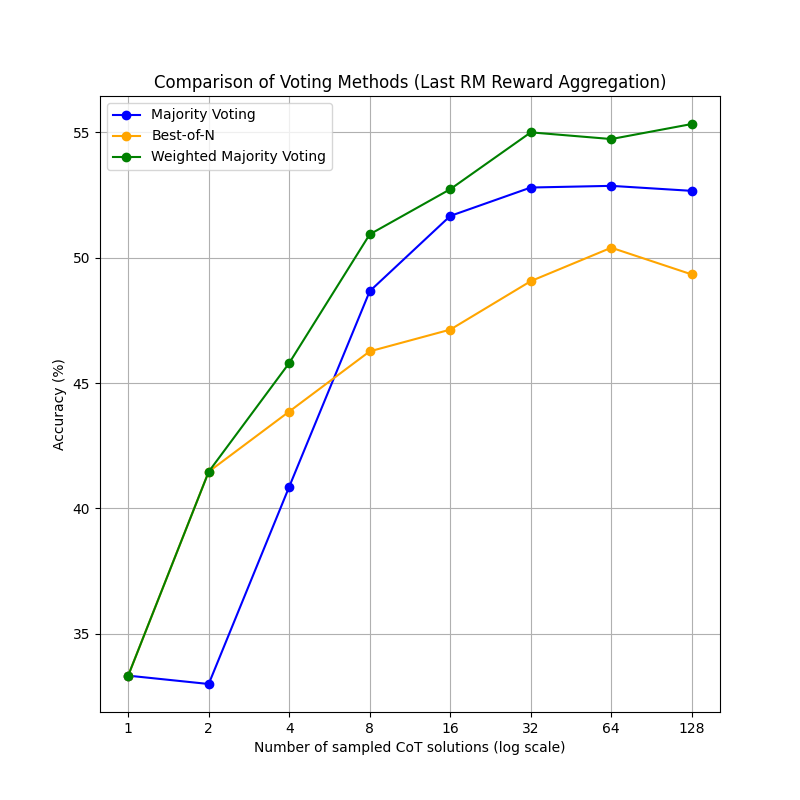 Comparison of Voting Methods (Last RM Reward Aggregation)
Majority Voting
Best-of-N
Weighted Majority Voting
55
50
45
40
35
Accuracy (%)
1 2 4 8 16 32 64 128
Number of sampled CoT solutions (log scale)